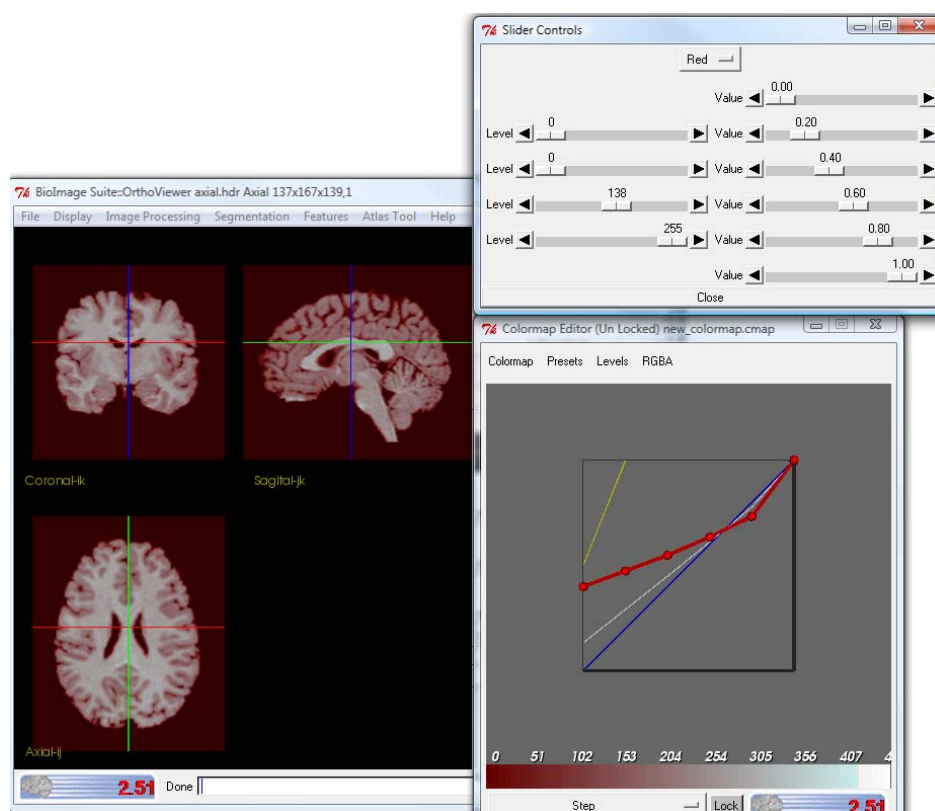 Slider Controls
Red
Value 0.00
Level 0 Value 0.20
Level 0 Value 0.40
Level 138 Value 0.60
Level 255 Value 0.80
Value 1.00
Close
BioImage Suite::OrthoViewer axial.hdr Axial 137x167x139,1
File Display Image Processing Segmentation Features Atlas Tool Help
Coronal-ik
Sagital-jk
Axial-ij
2.51 Done
Colormap Editor (Un Locked) new_colormap.cmap
Colormap Presets Levels RGBA
0 51 102 153 204 254 305 356 407 4
Step Lock 2.51